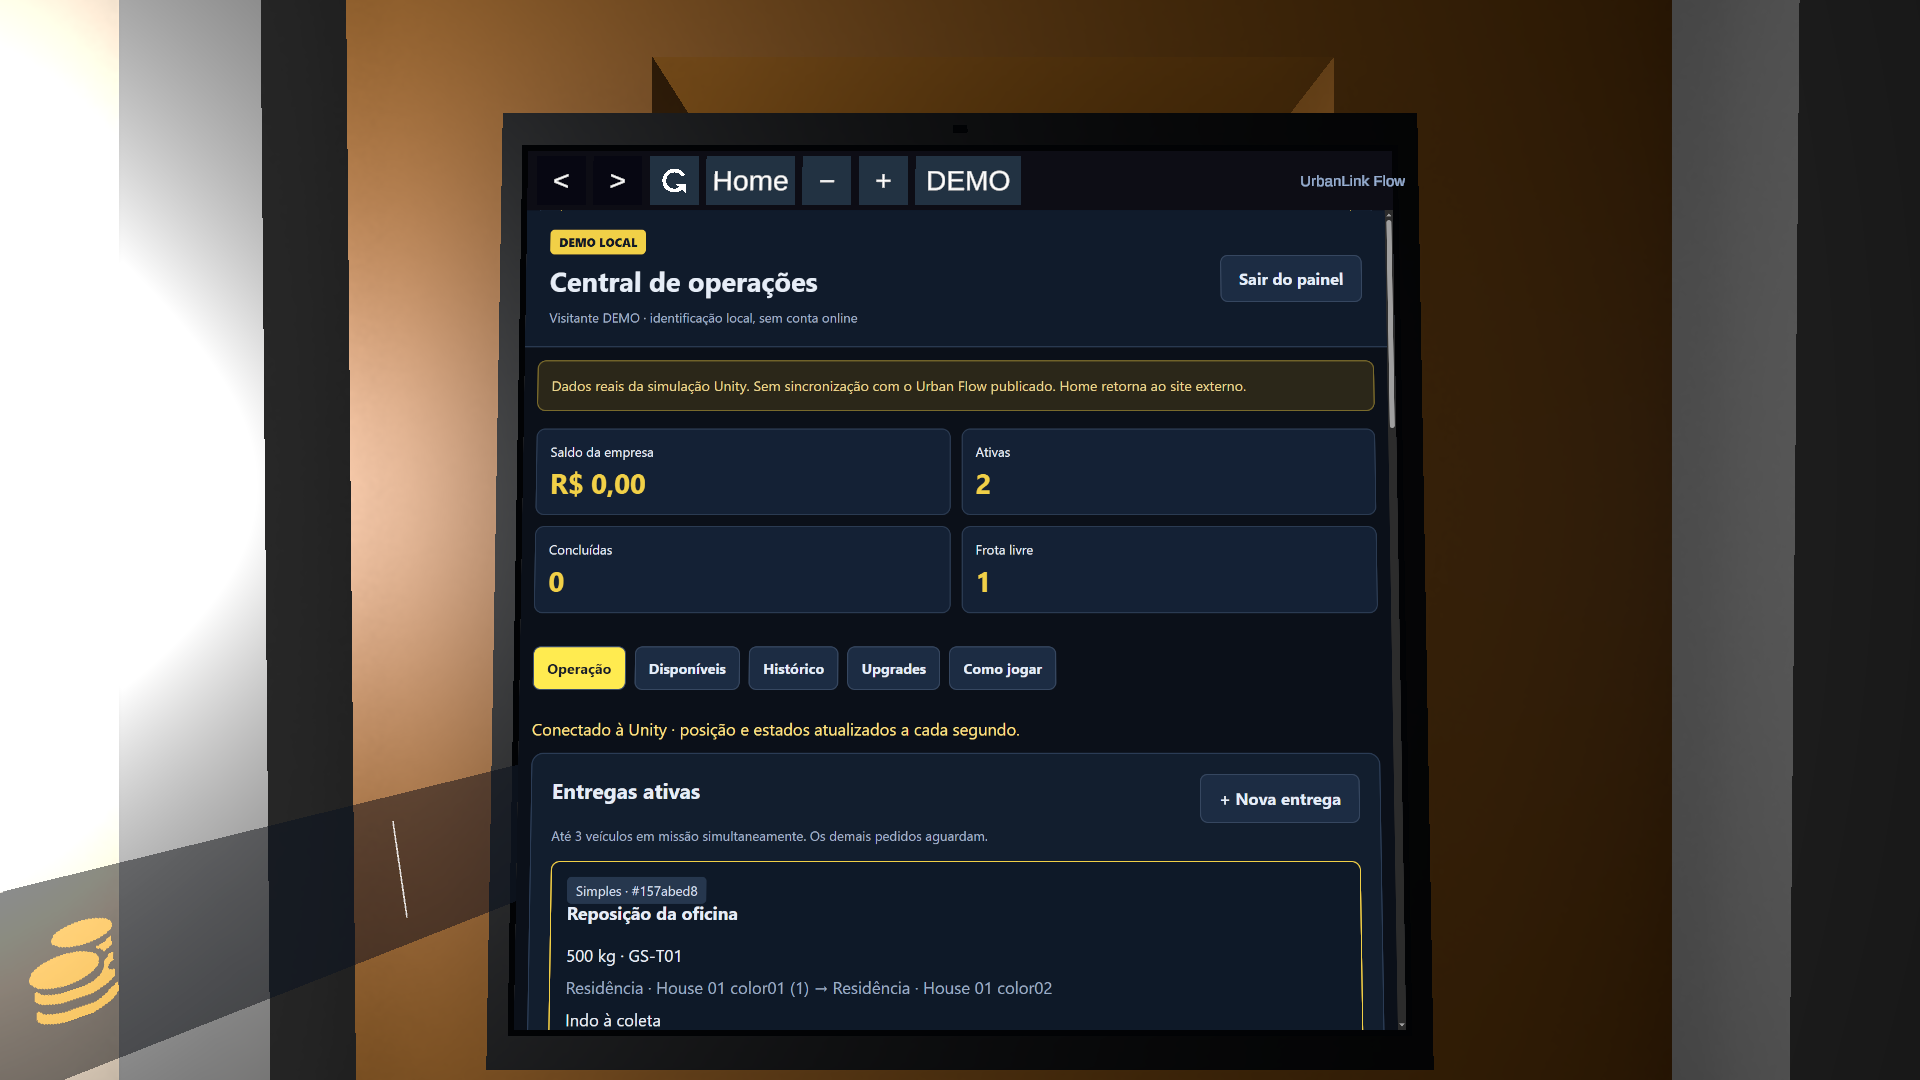 < > Home − + DEMO UrbanLink Flow
DEMO LOCAL
Central de operações
Sair do painel
Visitante DEMO · identificação local, sem conta online
Dados reais da simulação Unity. Sem sincronização com o Urban Flow publicado. Home retorna ao site externo.
Saldo da empresa
R$ 0,00
Ativas
2
Concluídas
0
Frota livre
1
Operação Disponíveis Histórico Upgrades Como jogar
Conectado à Unity · posição e estados atualizados a cada segundo.
Entregas ativas
+ Nova entrega
Até 3 veículos em missão simultaneamente. Os demais pedidos aguardam.
Simples · #157abed8
Reposição da oficina
500 kg · GS-T01
Residência · House 01 color01 (1) → Residência · House 01 color02
Indo à coleta